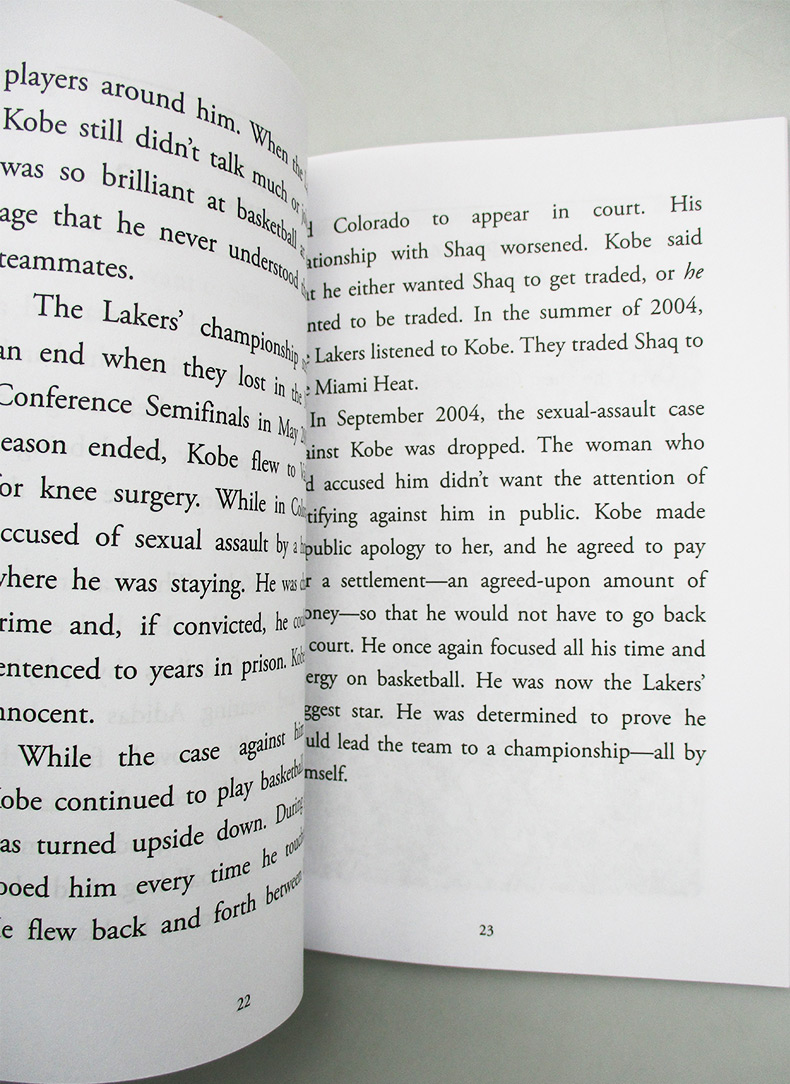 players around him. When the
Kobe still didn't talk much or
was so brilliant at basketball
age that he never understood
teammates.
The Lakers' championship
an end when they lost in the
Conference Semifinals in May
eason ended, Kobe flew to
or knee surgery. While in
ccused of sexual assault by a
where he was staying. He was
rime and, if convicted, he
entenced to years in prison. Kobe
nnocent.
While the case against him
Kobe continued to play basketball
as turned upside down. During
ooed him every time he
e flew back and forth between
22
Colorado to appear in court. His
ationship with Shaq worsened. Kobe said
at he either wanted Shaq to get traded, or he
nted to be traded. In the summer of 2004,
e Lakers listened to Kobe. They traded Shaq to
e Miami Heat.
In September 2004, the sexual-assault case
ainst Kobe was dropped. The woman who
d accused him didn't want the attention of
tifying against him in public. Kobe made
public apology to her, and he agreed to pay
r a settlement—an agreed-upon amount of
oney—so that he would not have to go back
court. He once again focused all his time and
ergy on basketball. He was now the Lakers'
ggest star. He was determined to prove he
uld lead the team to a championship—all by
mself.
23